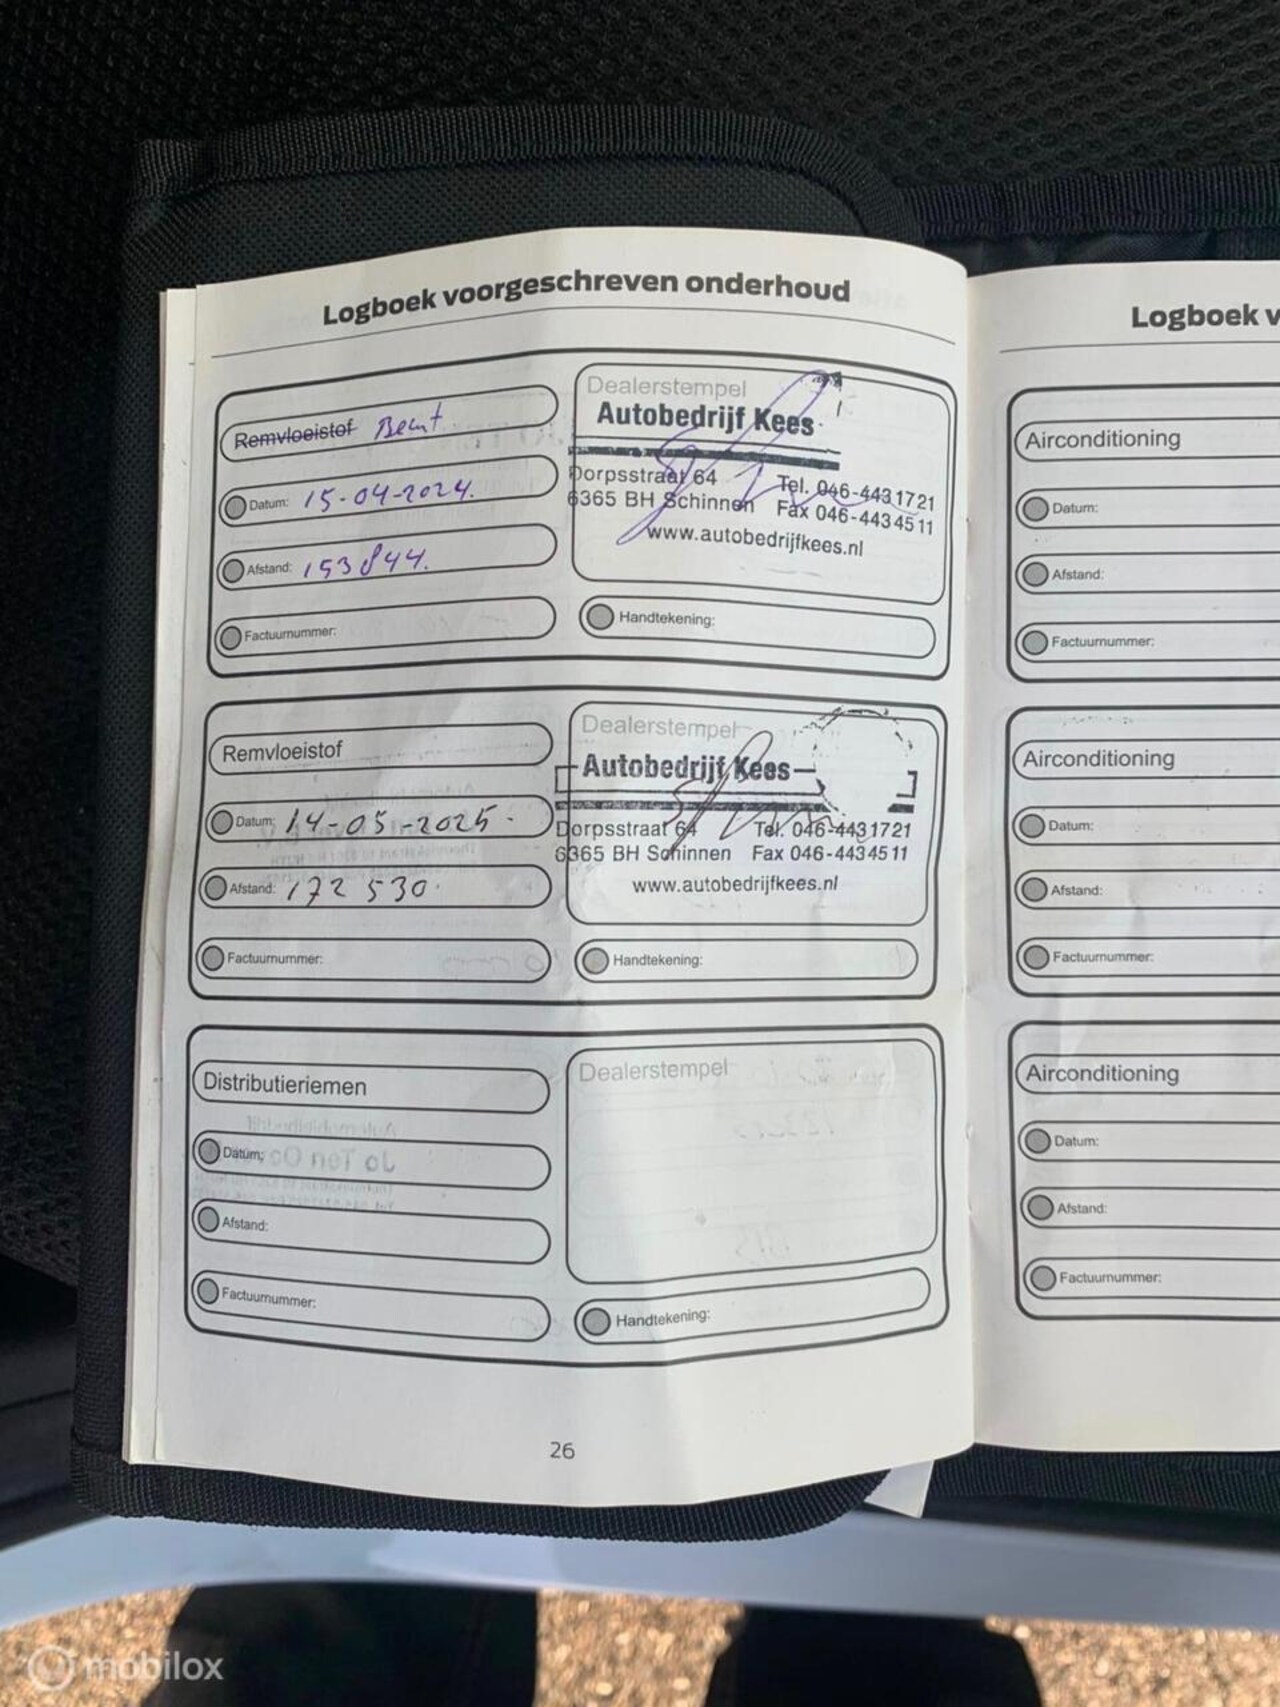 Logboek voorgeschreven onderhoud
Remvloeistof Beurt
Datum: 15-04-2024.
Afstand: 153844.
Factuurnummer:
Dealerstempel
Autobedrijf Kees
Dorpsstraat 64 Tel. 046-4431721
6365 BH Schinnen Fax 046-4434511
www.autobedrijfkees.nl
Handtekening:
Remvloeistof
Datum: 14-05-2025.
Afstand: 172 530.
Factuurnummer:
Dealerstempel
Autobedrijf Kees
Dorpsstraat 64 Tel. 046-4431721
6365 BH Schinnen Fax 046-4434511
www.autobedrijfkees.nl
Handtekening:
Distributieriemen
Datum:
Afstand:
Factuurnummer:
Dealerstempel
Handtekening:
26
Logboek v
Airconditioning
Datum:
Afstand:
Factuurnummer:
Airconditioning
Datum:
Afstand:
Factuurnummer:
Airconditioning
Datum:
Afstand:
Factuurnummer:
mobilox